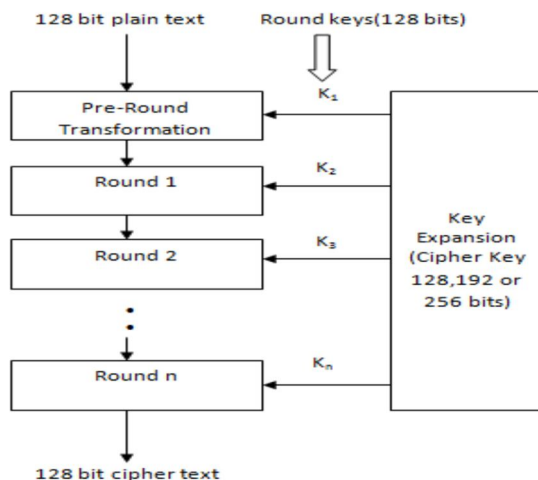 128 bit plain text
Round keys(128 bits)
K₁
Pre-Round
Transformation
K₂
Round 1
K₃
Round 2
Key
Expansion
(Cipher Key
128,192 or
256 bits)
Kₙ
Round n
128 bit cipher text